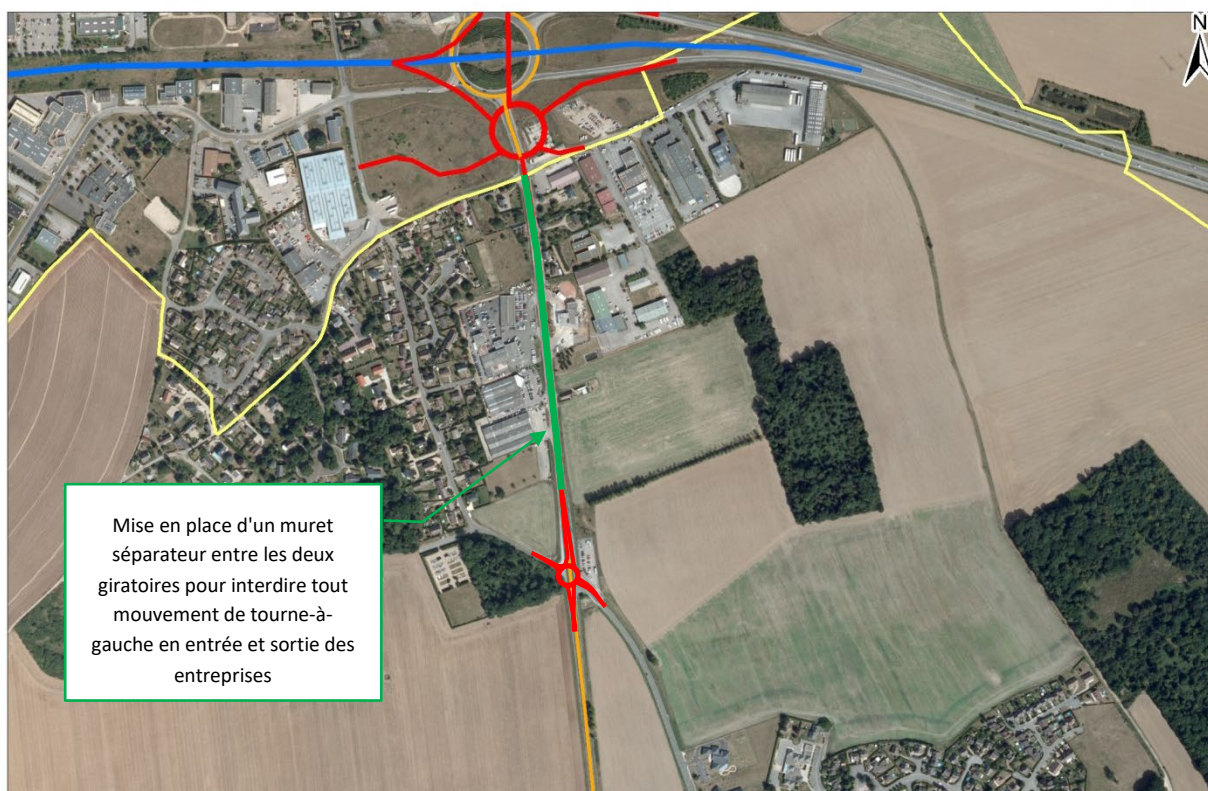 N
Mise en place d'un muret
séparateur entre les deux
giratoires pour interdire tout
mouvement de tourne-à-
gauche en entrée et sortie des
entreprises